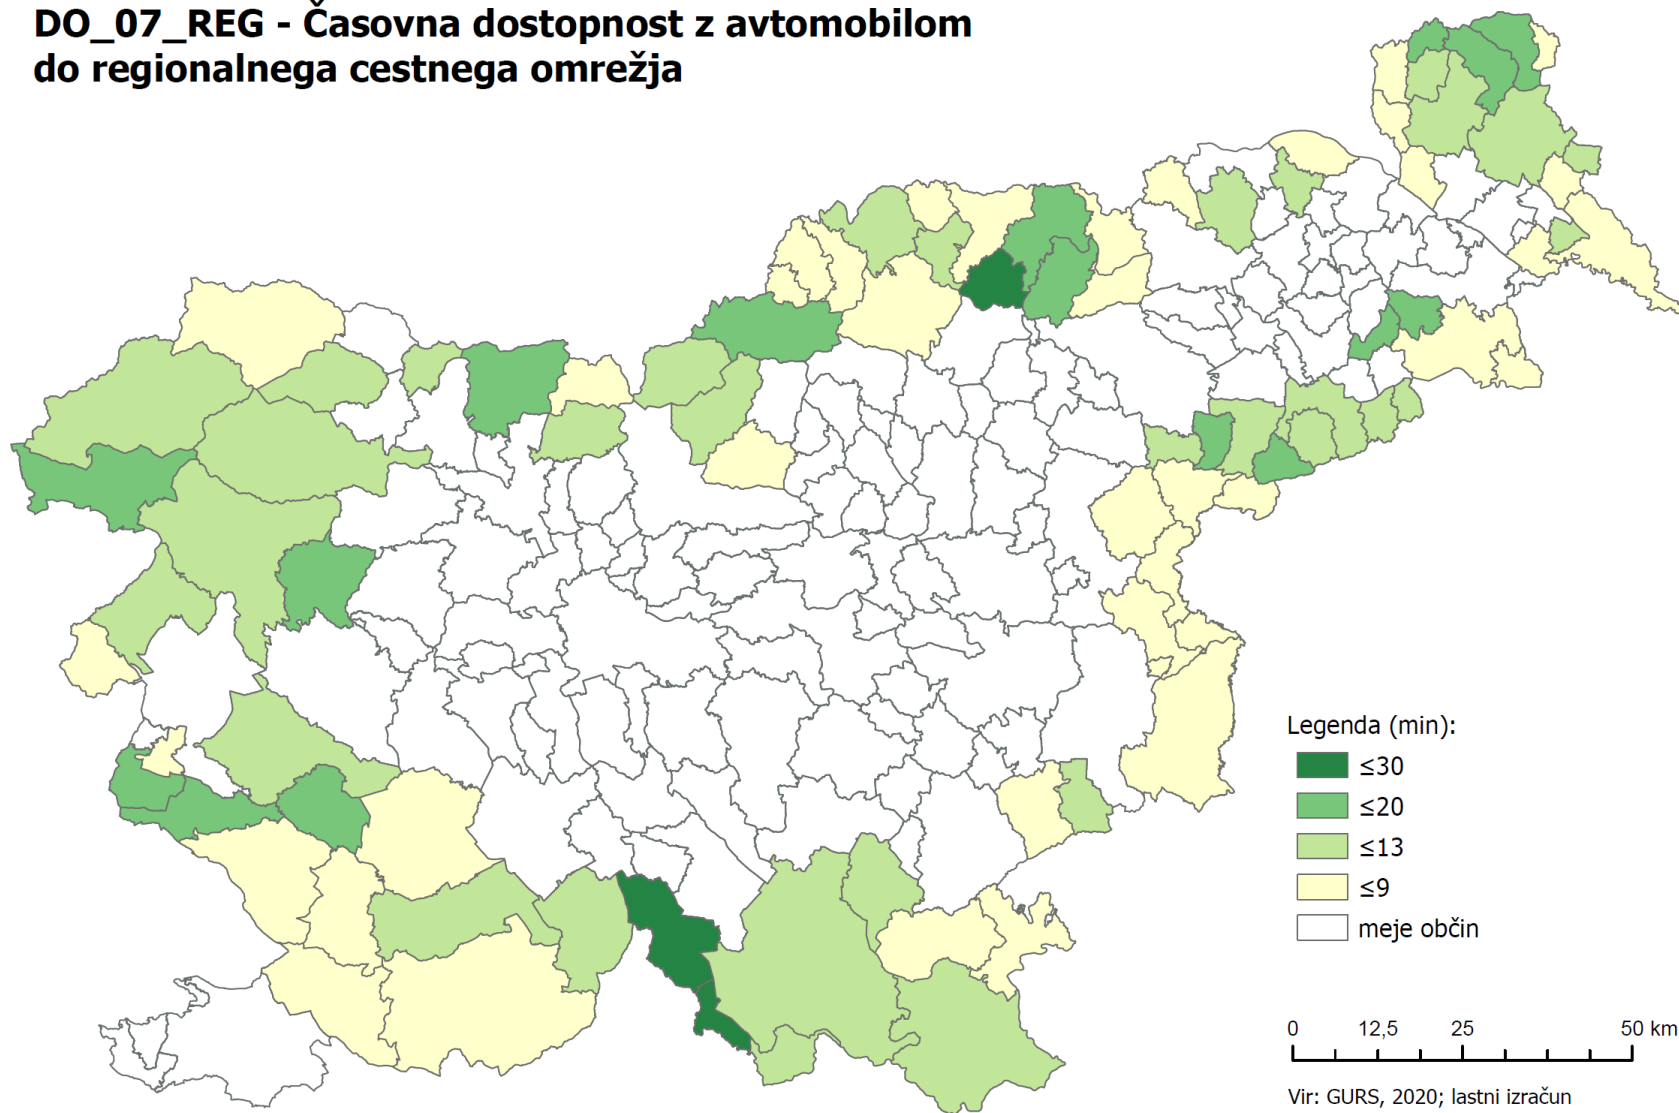 DO_07_REG - Časovna dostopnost z avtomobilom
do regionalnega cestnega omrežja
Legenda (min):
≤30
≤20
≤13
≤9
meje občin
0 12,5 25 50 km
Vir: GURS, 2020; lastni izračun